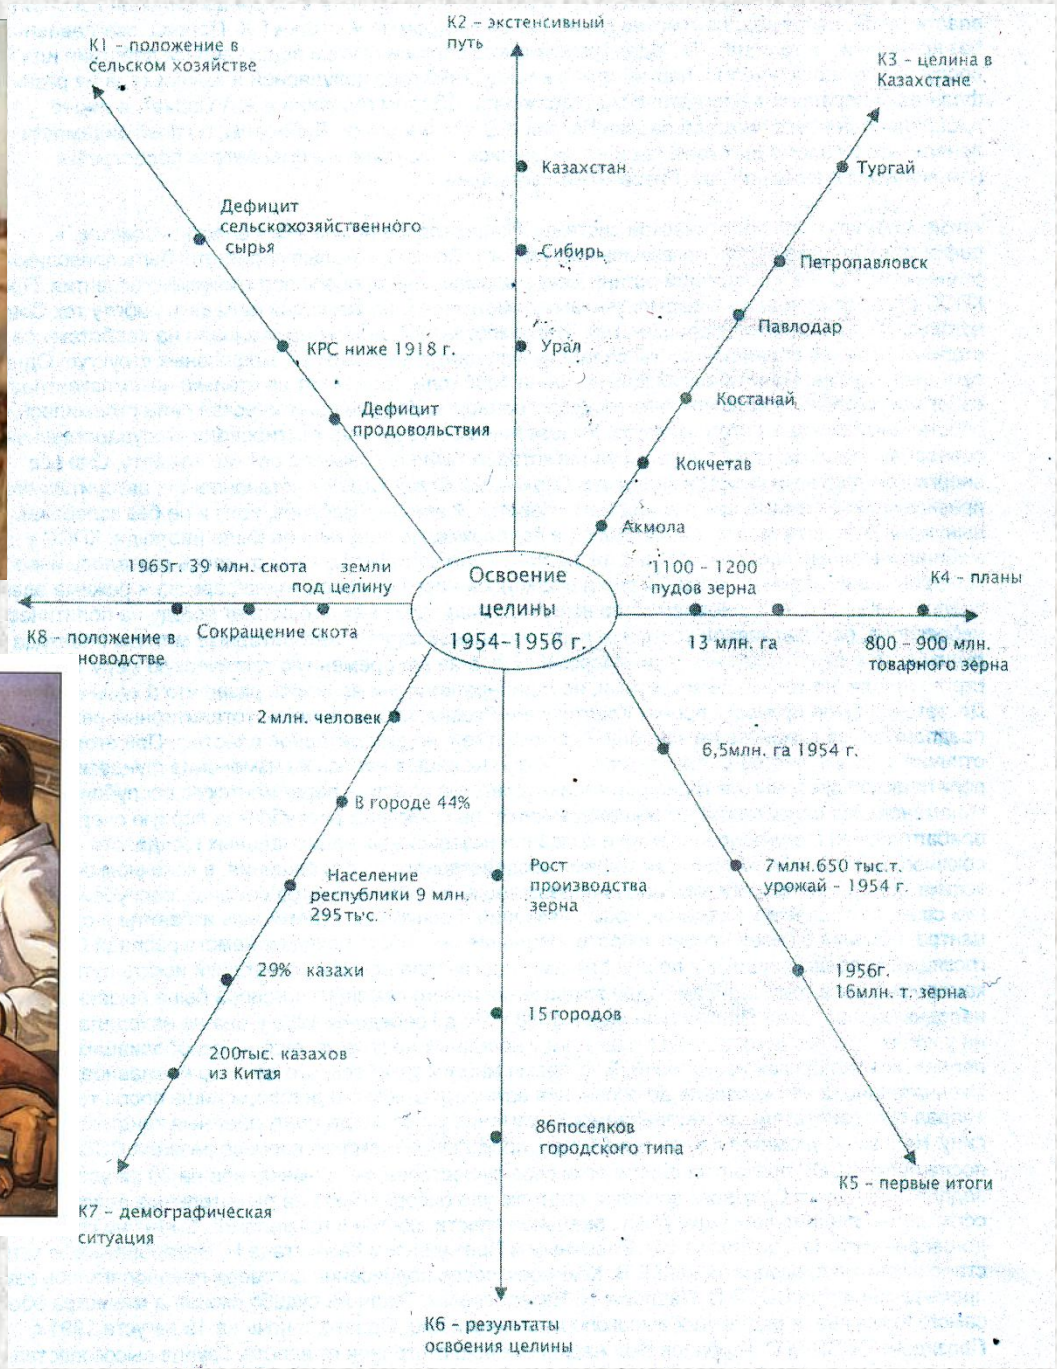 К1 – положение в
сельском хозяйстве
К2 – экстенсивный
путь
К3 – целина в
Казахстане
Казахстан
Сибирь
Урал
Тургай
Петропавловск
Павлодар
Костанай
Кокчетав
Акмола
Дефицит
сельскохозяйственного
сырья
КРС ниже 1918 г.
Дефицит
продовольствия
Освоение
целины
1954-1956 г.
1965г. 39 млн. скота земли
под целину
Сокращение скота
К8 – положение в
новодстве
1100 – 1200
пудов зерна
К4 – планы
13 млн. га
800 – 900 млн.
товарного зерна
2 млн. человек
В городе 44%
Население
республики 9 млн.
295тыс.
29% казахи
200тыс. казахов
из Китая
К7 – демографическая
ситуация
Рост
производства
зерна
15городов
86поселков
городского типа
К6 – результаты
освоения целины
6,5млн. га 1954 г.
7 млн.650 тыс.т.
урожай – 1954 г.
1956г.
16млн. т. зерна
К5 – первые итоги